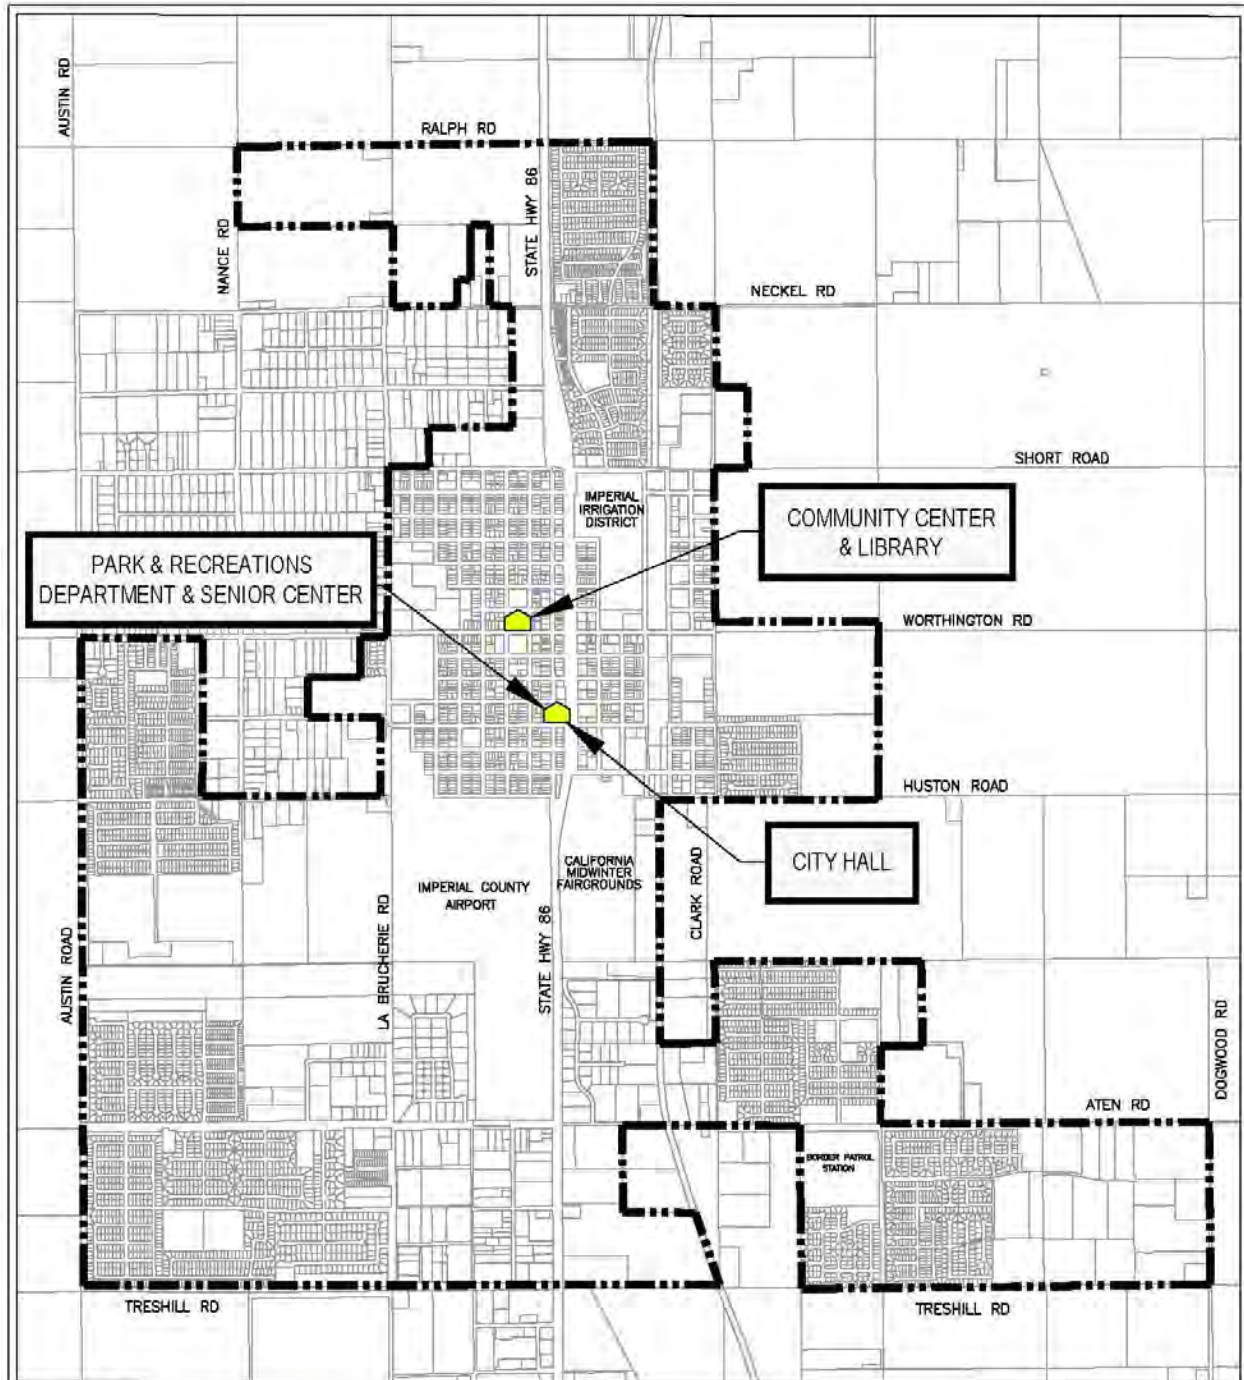 AUSTIN RD
RALPH RD
STATE HWY 86
NANCE RD
NECKEL RD
SHORT ROAD
IMPERIAL
IRRIGATION
DISTRICT
COMMUNITY CENTER
& LIBRARY
PARK & RECREATIONS
DEPARTMENT & SENIOR CENTER
WORTHINGTON RD
HUSTON ROAD
CITY HALL
CALIFORNIA
MIDWINTER
FAIRGROUNDS
IMPERIAL COUNTY
AIRPORT
CLARK ROAD
AUSTIN ROAD
LA BRUCHERIE RD
STATE HWY 86
DOGWOOD RD
ATEN RD
BORDER PATROL
STATION
TRESHILL RD
TRESHILL RD